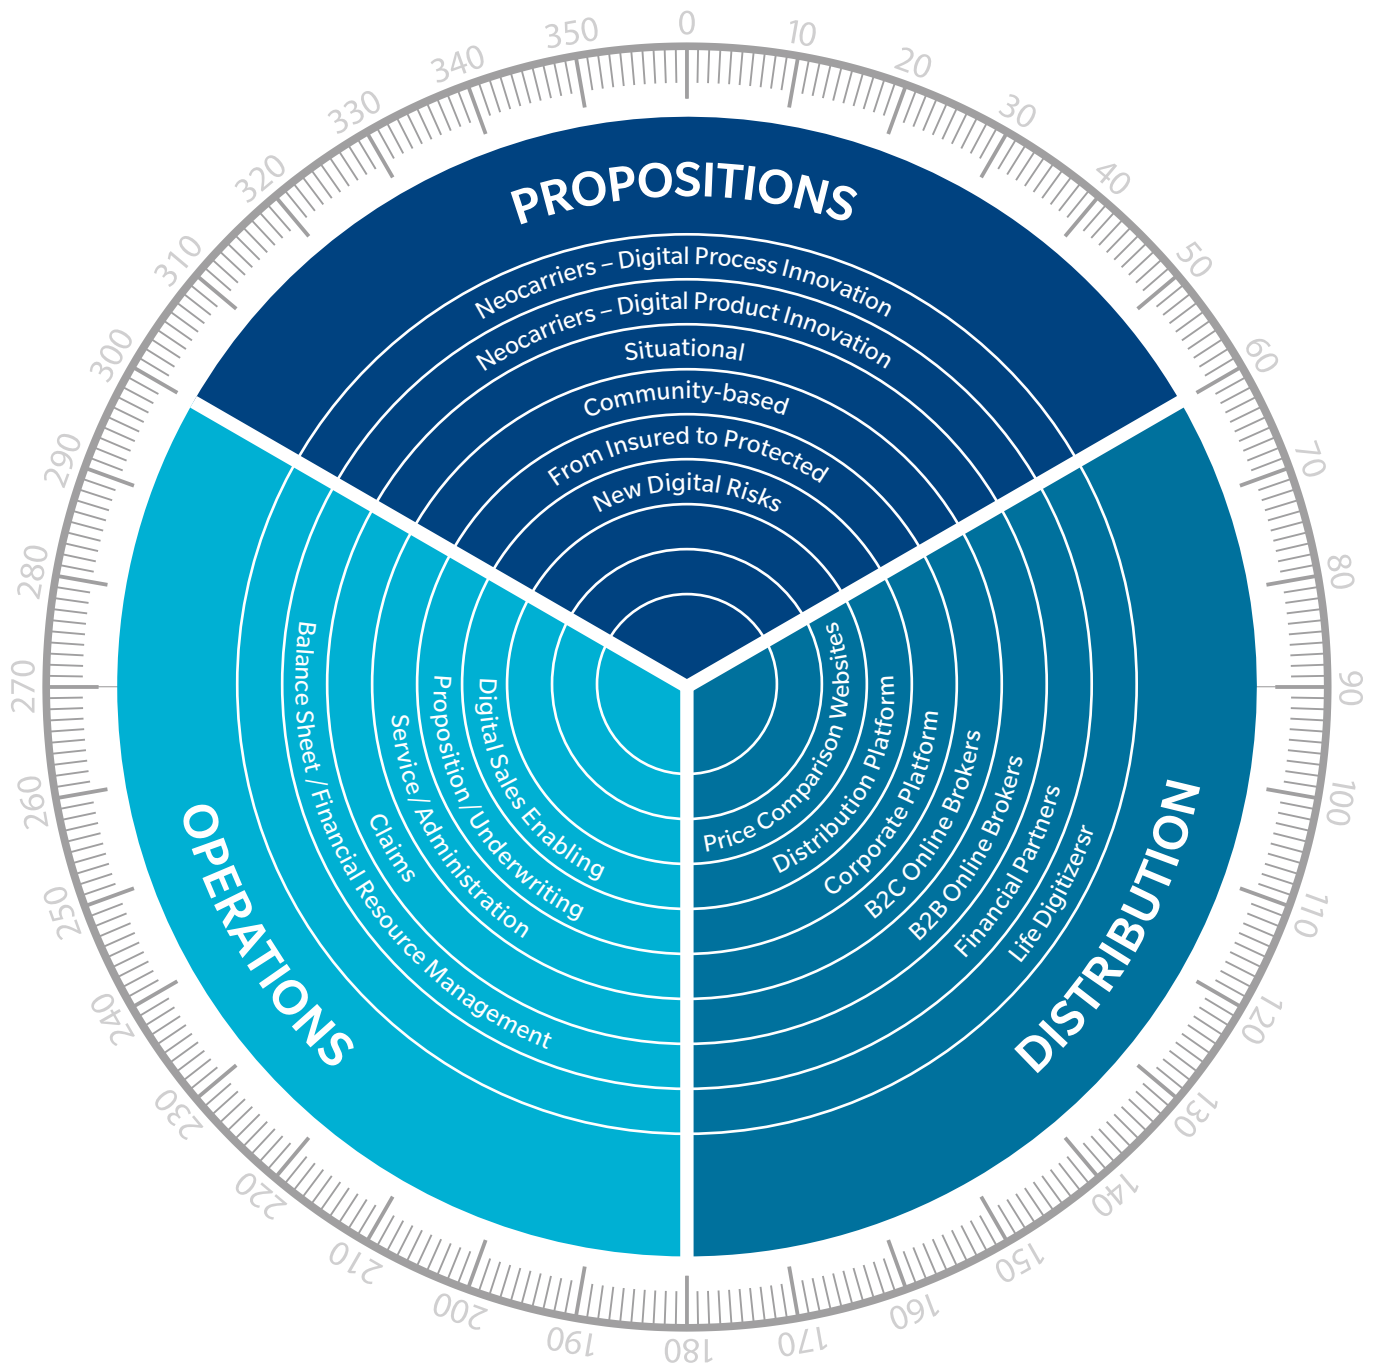 0
10
20
30
40
50
60
70
80
90
100
110
120
130
140
150
160
170
180
190
200
210
220
230
240
250
260
270
280
290
300
310
320
330
340
350
PROPOSITIONS
Neocarriers – Digital Process Innovation
Neocarriers – Digital Product Innovation
Situational
Community-based
From Insured to Protected
New Digital Risks
DISTRIBUTION
Price Comparison Websites
Distribution Platform
Corporate Platform
B2C Online Brokers
B2B Online Brokers
Financial Partners
Life Digitizersr
OPERATIONS
Balance Sheet / Financial Resource Management
Claims
Service / Administration
Proposition / Underwriting
Digital Sales Enabling